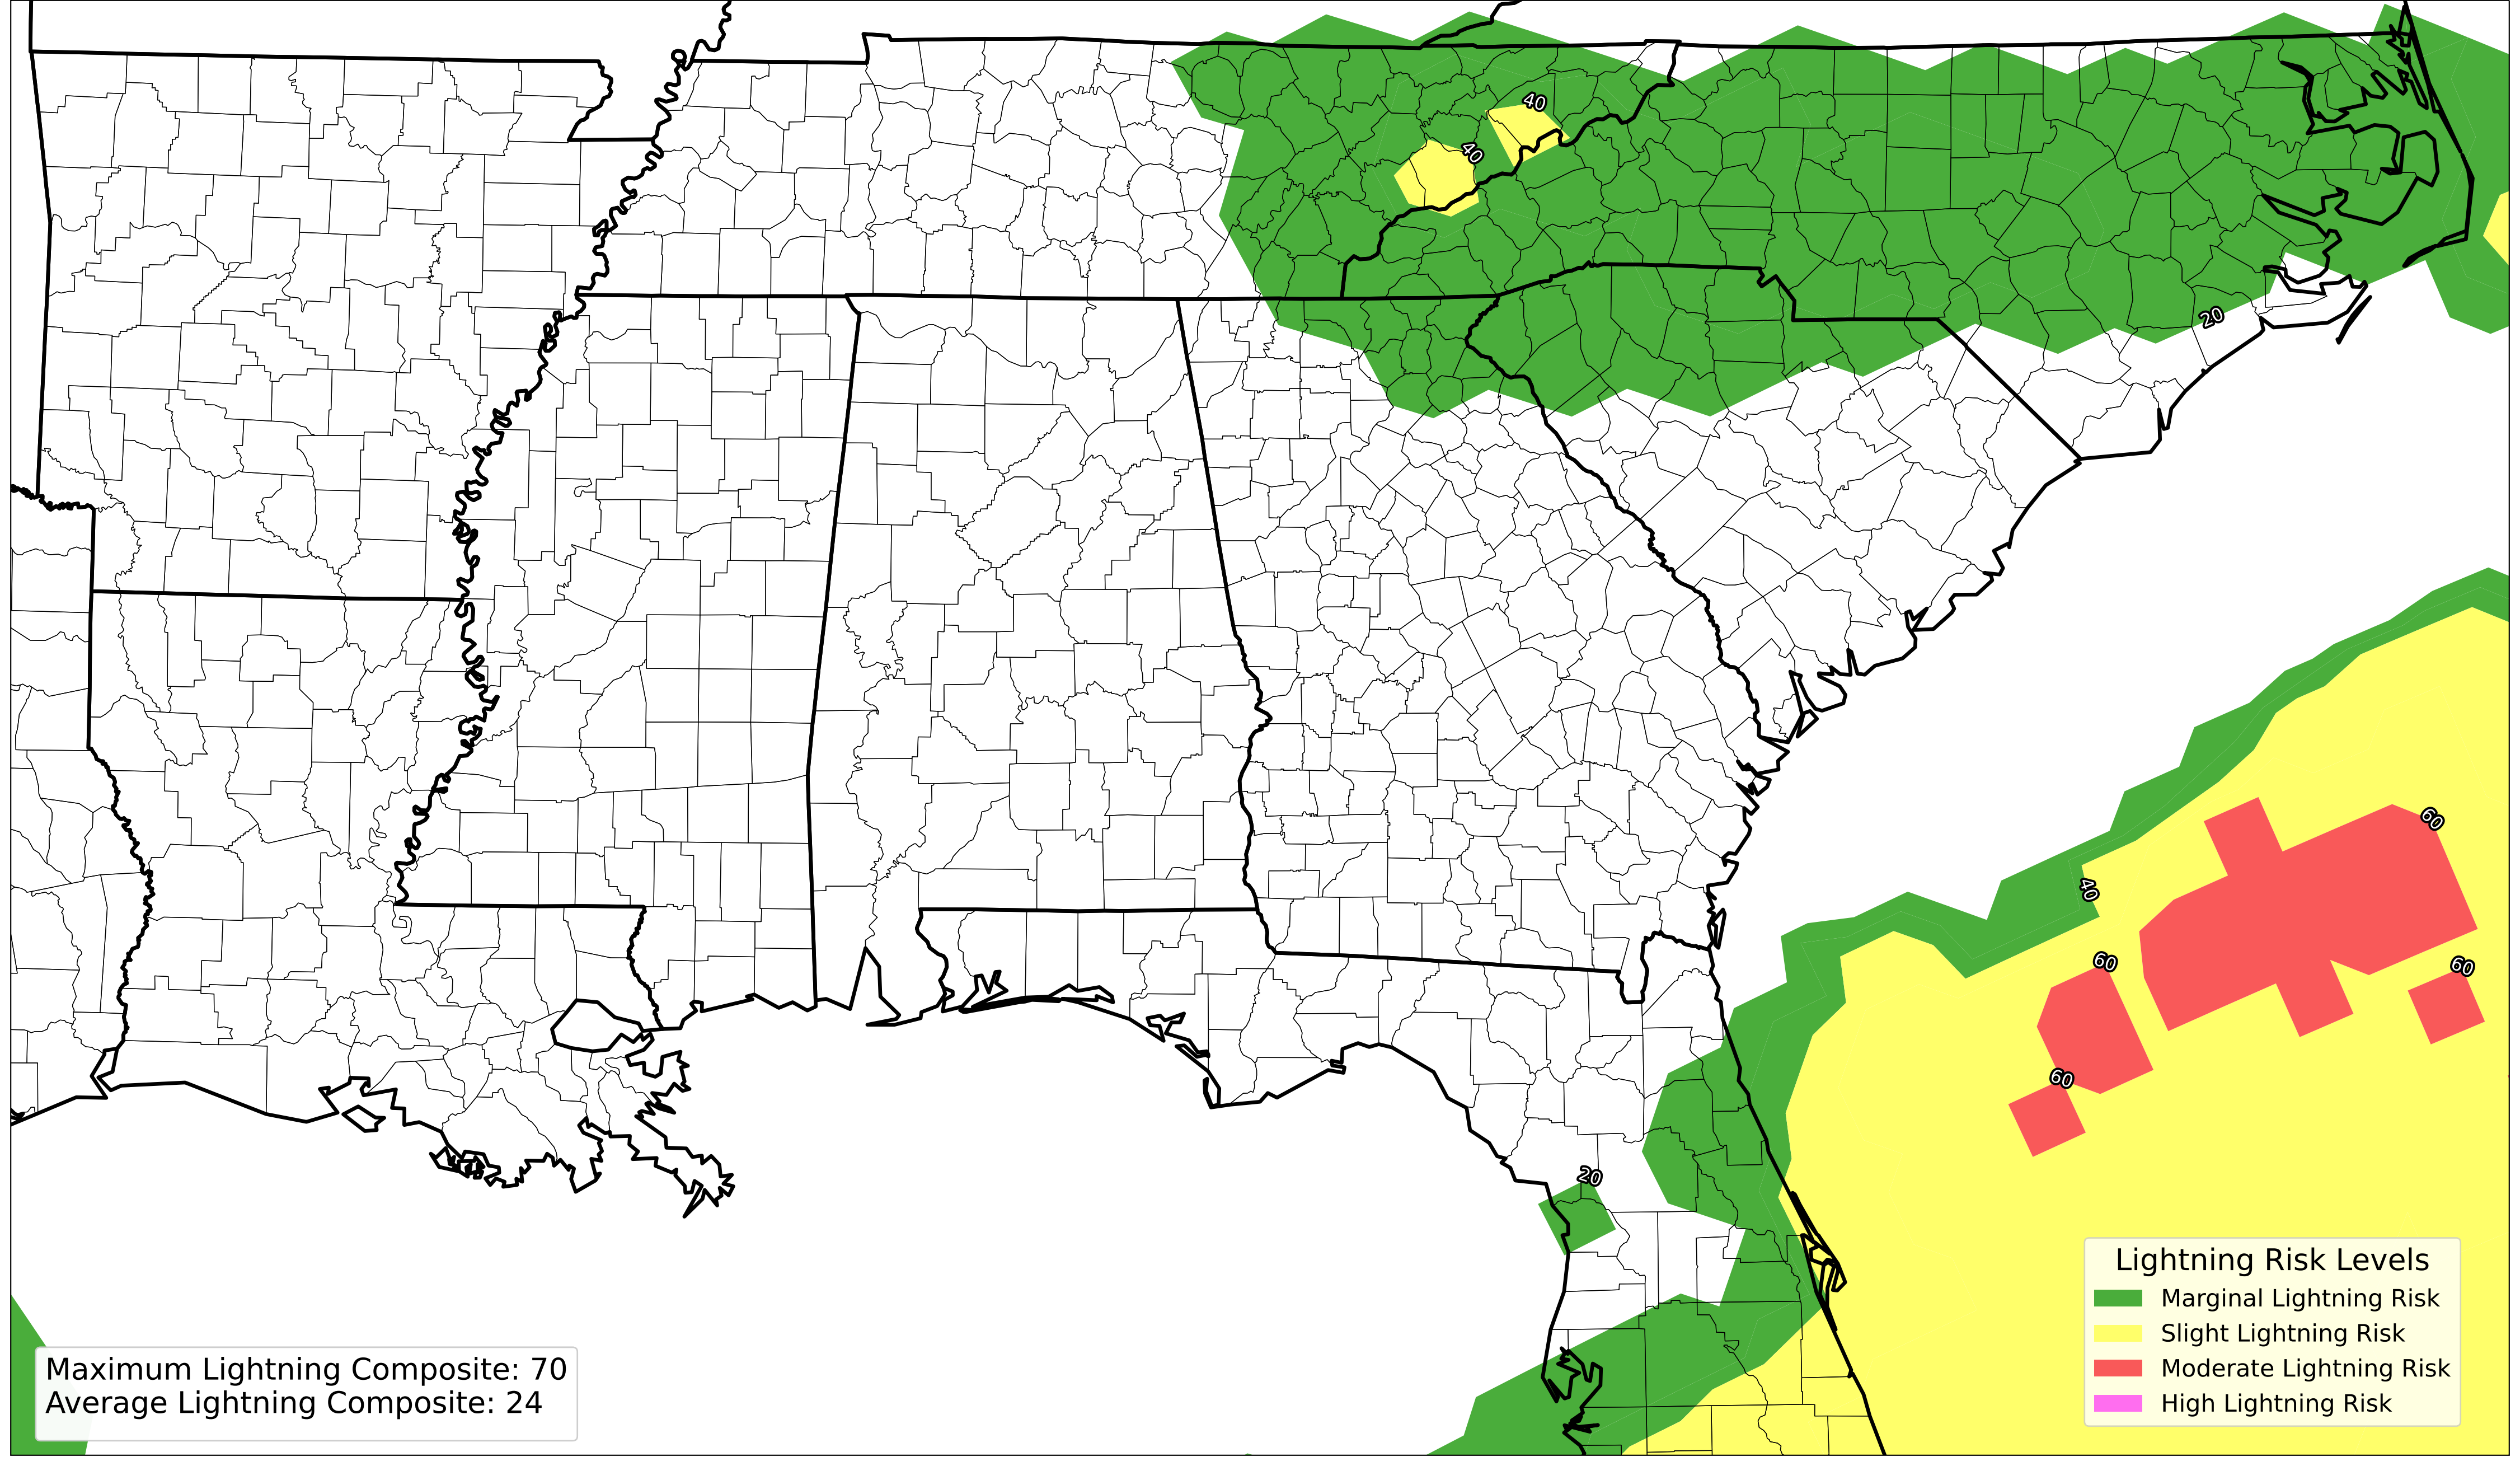 40
40
20
60
40
60
60
60
20
Lightning Risk Levels
Marginal Lightning Risk
Slight Lightning Risk
Moderate Lightning Risk
High Lightning Risk
Maximum Lightning Composite: 70
Average Lightning Composite: 24